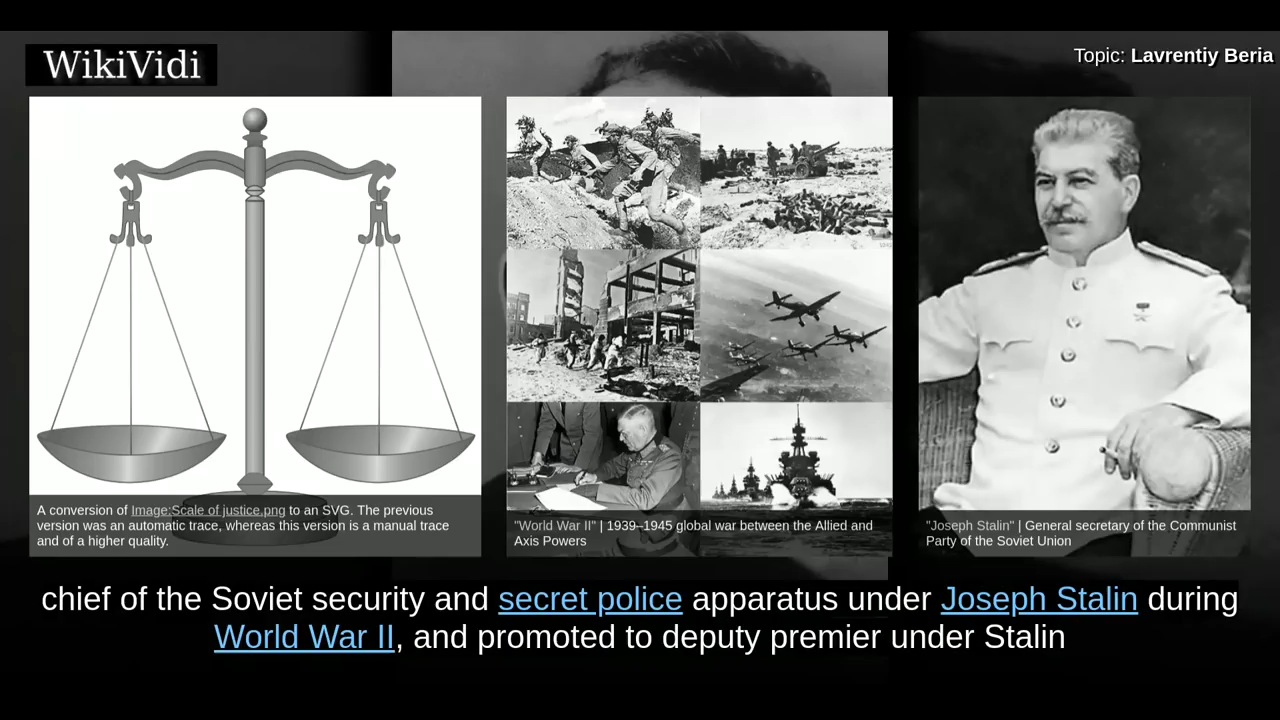 WikiVidi
Topic: Lavrentiy Beria
A conversion of Image:Scale of justice.png to an SVG. The previous
version was an automatic trace, whereas this version is a manual trace
and of a higher quality.
"World War II" | 1939–1945 global war between the Allied and
Axis Powers
"Joseph Stalin" | General secretary of the Communist
Party of the Soviet Union
chief of the Soviet security and secret police apparatus under Joseph Stalin during
World War II, and promoted to deputy premier under Stalin